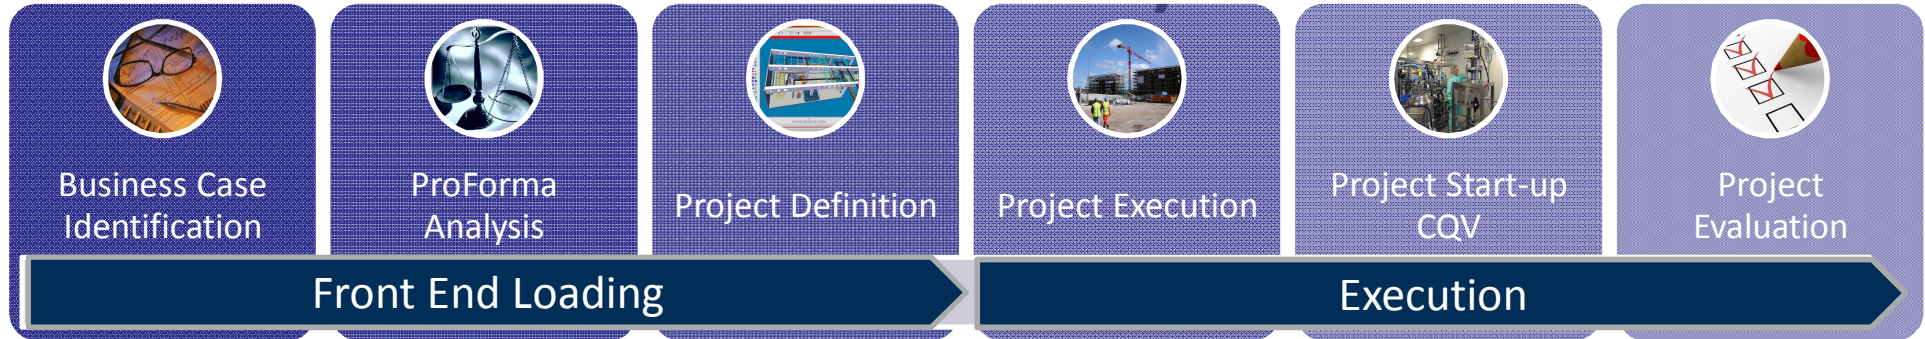 Business Case
Identification
ProForma
Analysis
Project Definition
Project Execution
Project Start-up
CQV
Project
Evaluation
Front End Loading
Execution